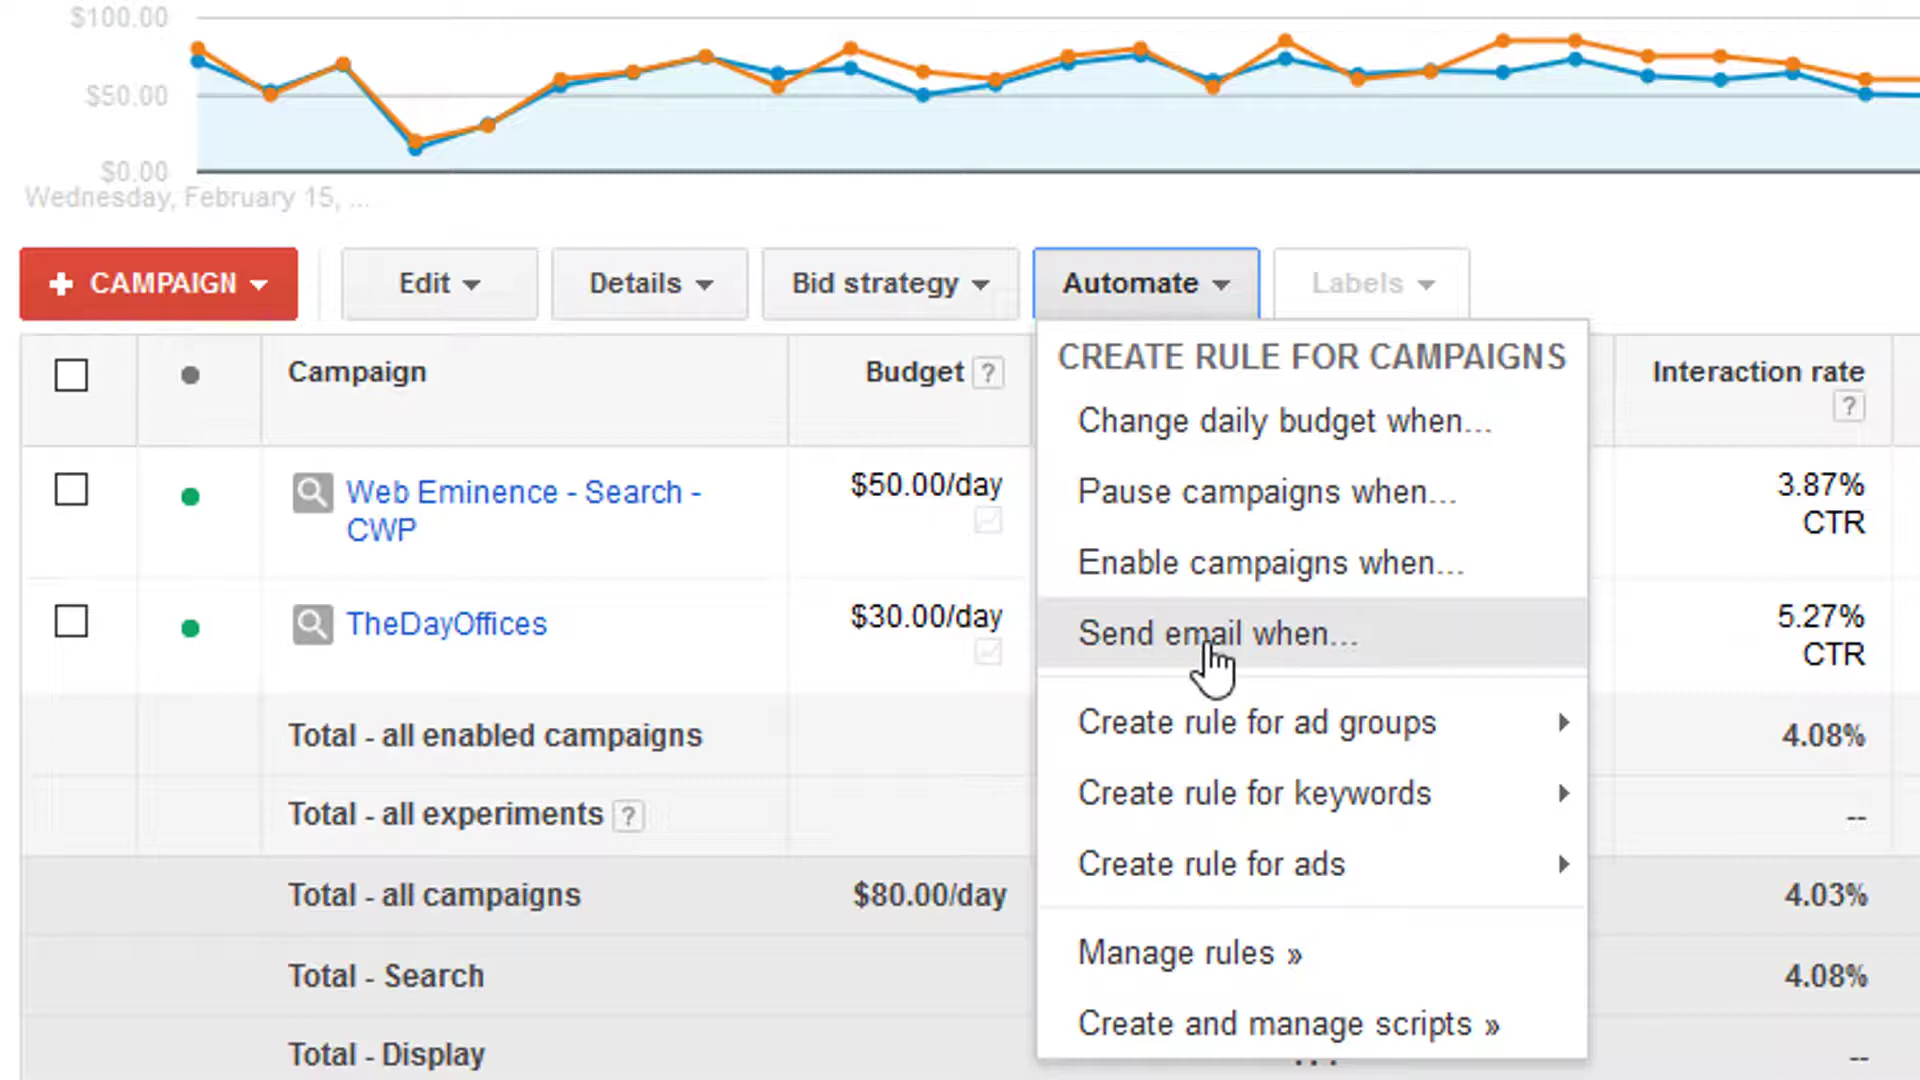 $100.00
$50.00
$0.00
Wednesday, February 15, ...
+ CAMPAIGN
Edit
Details
Bid strategy
Automate
Labels
Campaign
Budget ?
Interaction rate
?
CREATE RULE FOR CAMPAIGNS
Change daily budget when...
Pause campaigns when...
Enable campaigns when...
Send email when...
Create rule for ad groups
Create rule for keywords
Create rule for ads
Manage rules »
Create and manage scripts »
Web Eminence - Search -
CWP
$50.00/day
3.87%
CTR
TheDayOffices
$30.00/day
5.27%
CTR
Total - all enabled campaigns
4.08%
Total - all experiments ?
--
Total - all campaigns
$80.00/day
4.03%
Total - Search
4.08%
Total - Display
--